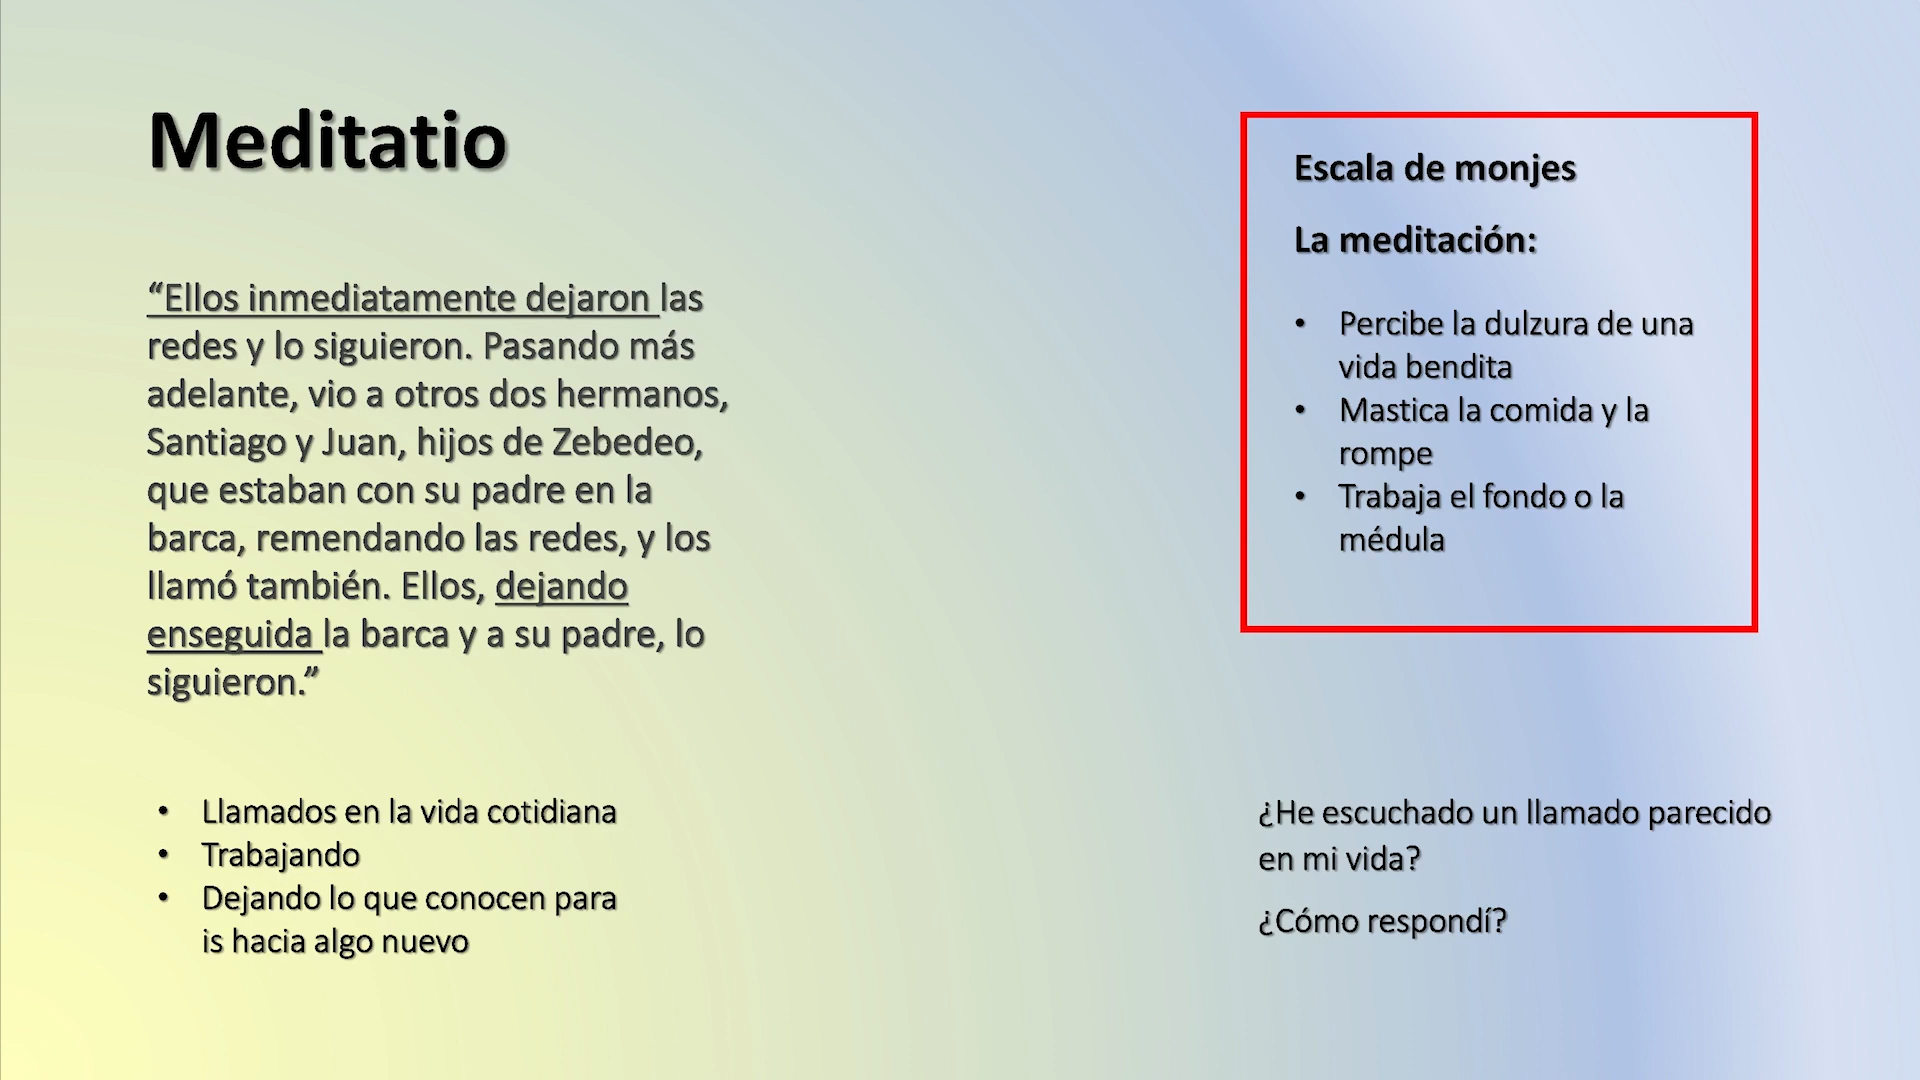 Meditatio
“Ellos inmediatamente dejaron las
redes y lo siguieron. Pasando más
adelante, vio a otros dos hermanos,
Santiago y Juan, hijos de Zebedeo,
que estaban con su padre en la
barca, remendando las redes, y los
llamó también. Ellos, dejando
enseguida la barca y a su padre, lo
siguieron.”
• Llamados en la vida cotidiana
• Trabajando
• Dejando lo que conocen para
is hacia algo nuevo
Escala de monjes
La meditación:
• Percibe la dulzura de una
vida bendita
• Mastica la comida y la
rompe
• Trabaja el fondo o la
médula
¿He escuchado un llamado parecido
en mi vida?
¿Cómo respondí?